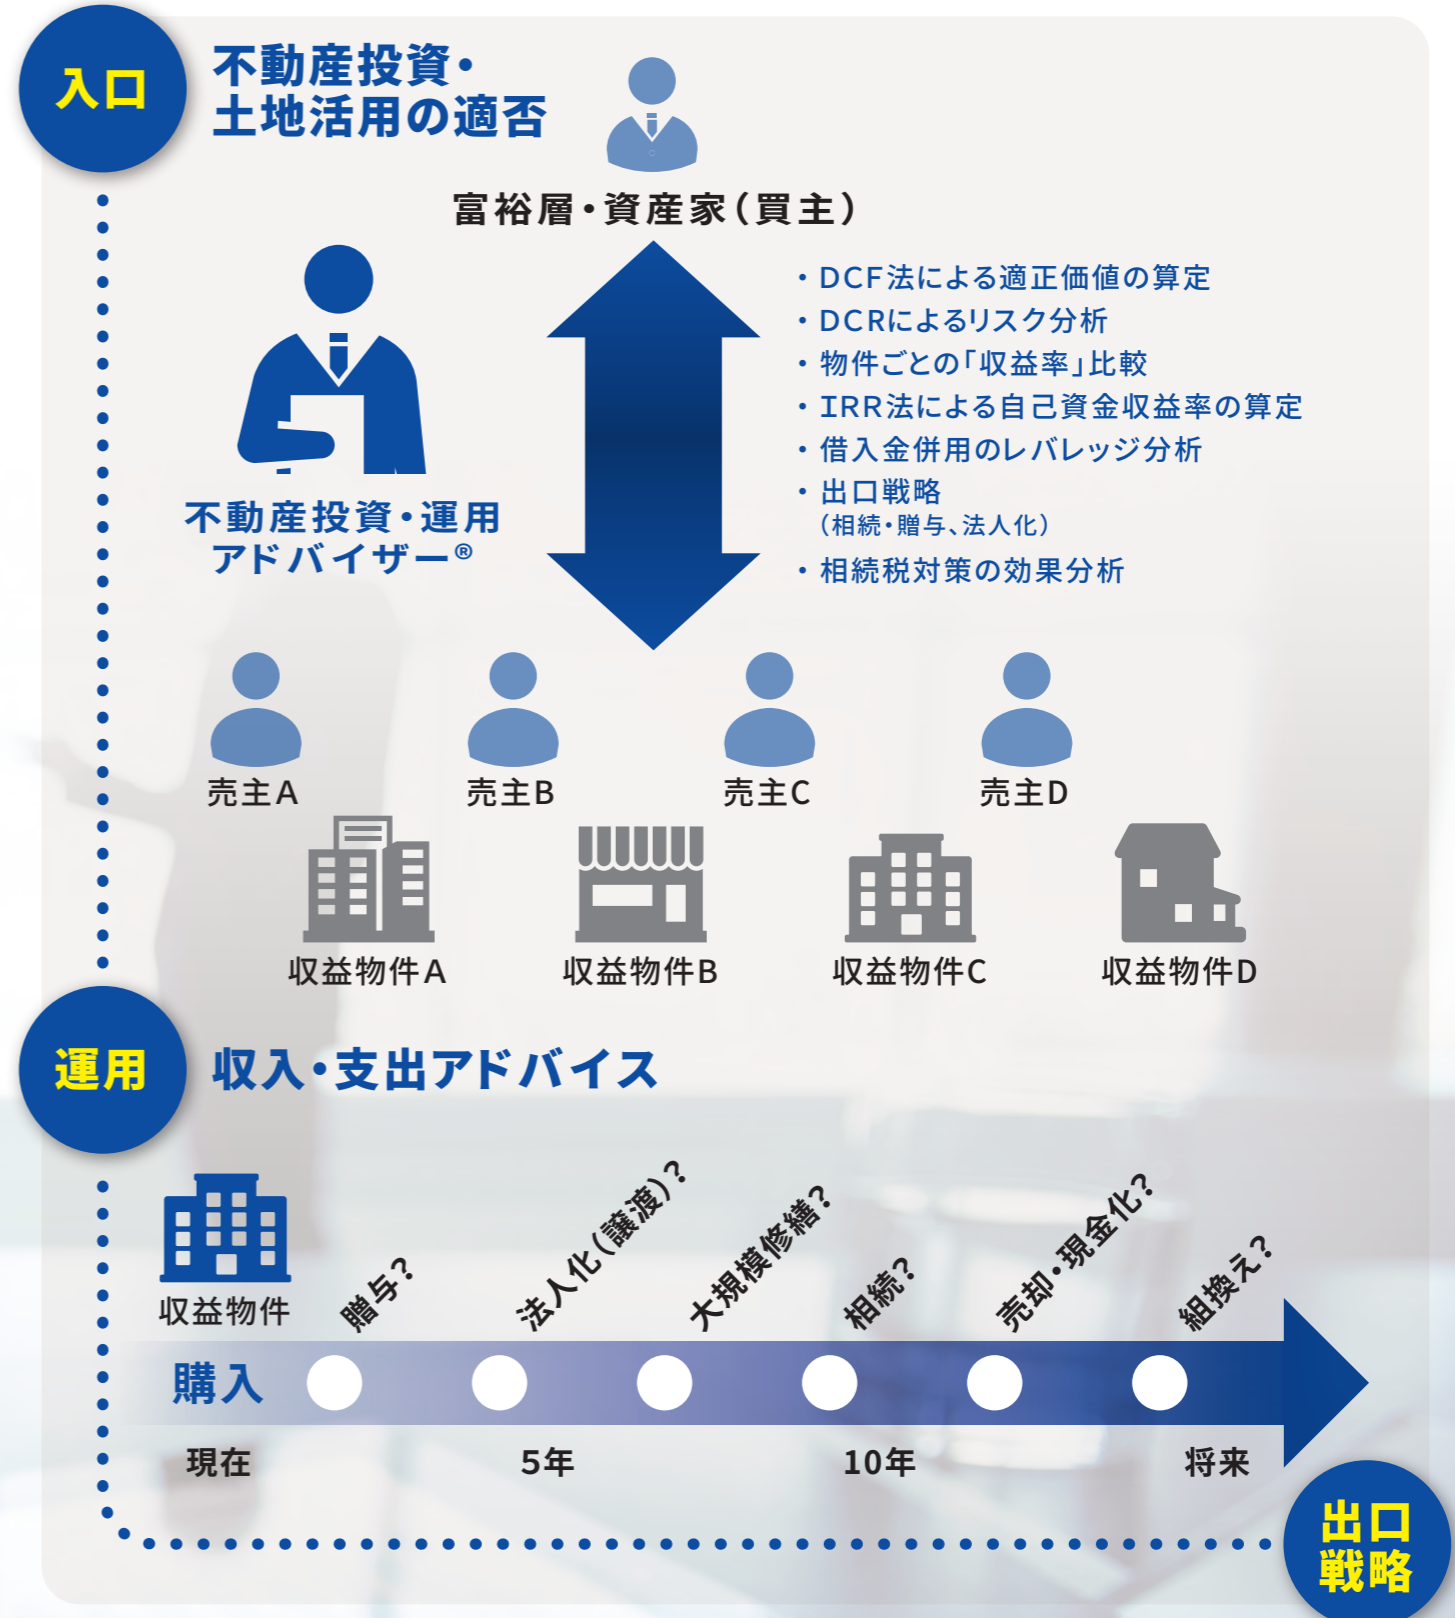 入口
不動産投資・
土地活用の適否
富裕層・資産家（買主）
不動産投資・運用
アドバイザー®
・DCF法による適正価値の算定
・DCRによるリスク分析
・物件ごとの「収益率」比較
・IRR法による自己資金収益率の算定
・借入金併用のレバレッジ分析
・出口戦略
（相続・贈与、法人化）
・相続税対策の効果分析
売主A
売主B
売主C
売主D
収益物件A
収益物件B
収益物件C
収益物件D
運用
収入・支出アドバイス
収益物件
贈与？
法人化（譲渡）？
大規模修繕？
相続？
売却・現金化？
組換え？
購入
現在
5年
10年
将来
出口
戦略